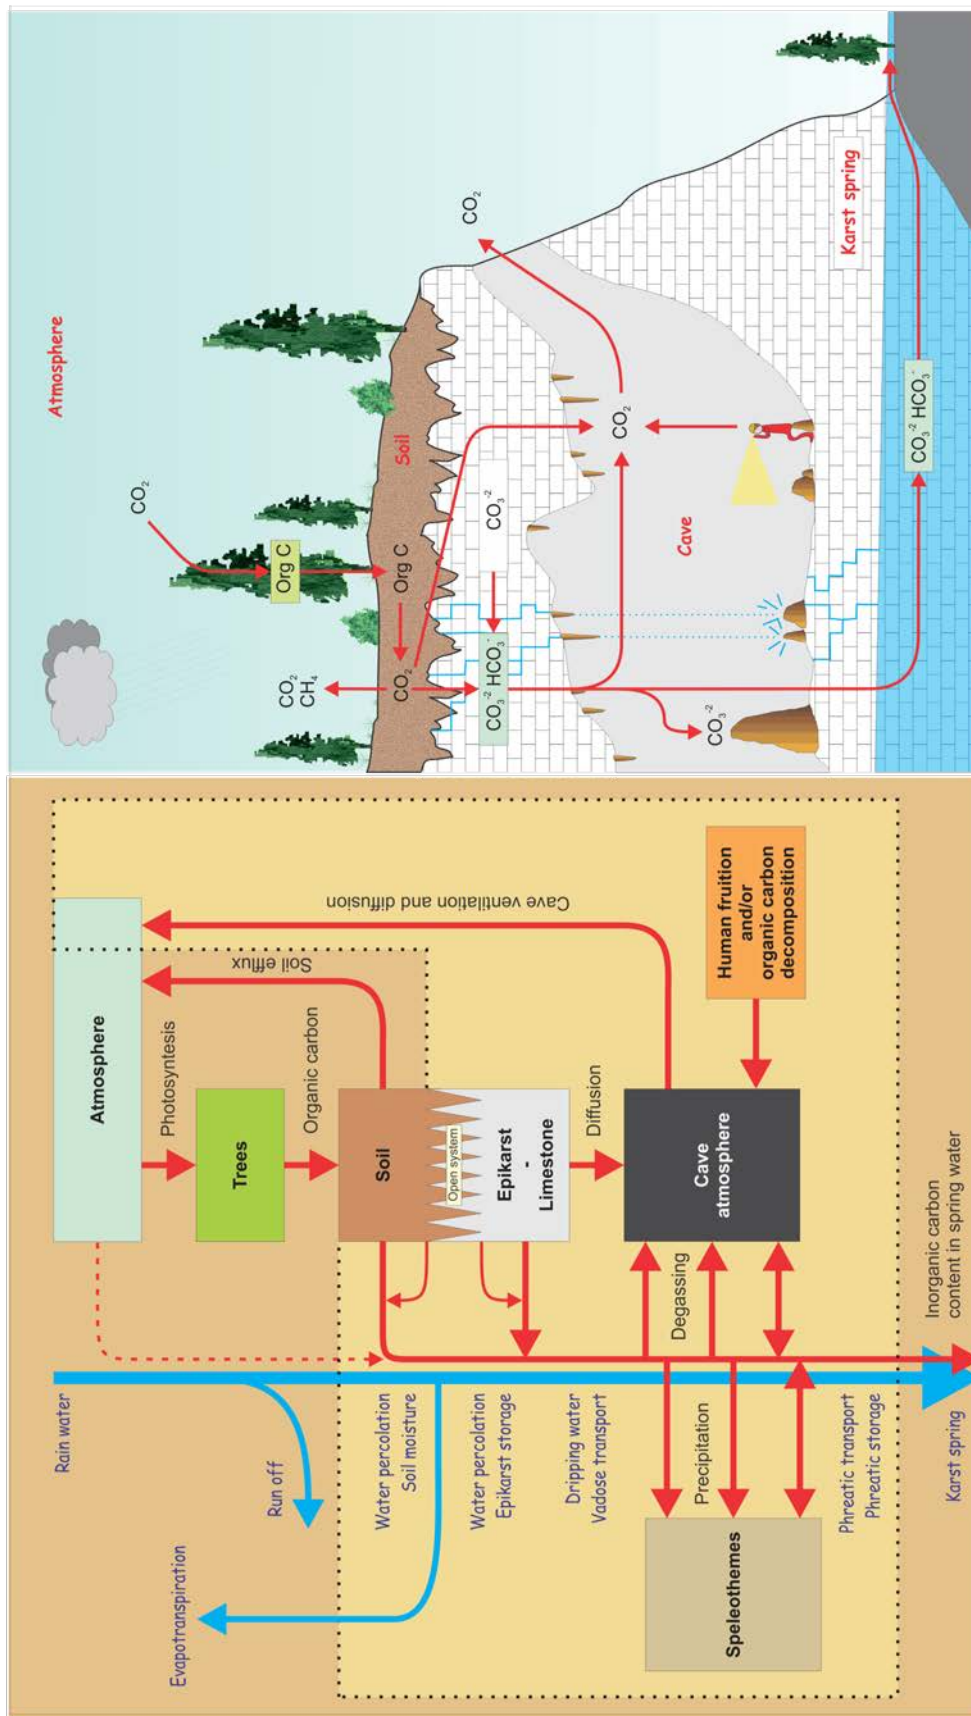 Rain water
Atmosphere
Photosyntesis
Evapotranspiration
Trees
Run off
Organic carbon
Soil efflux
Cave ventilation and diffusion
Water percolation
Soil moisture
Soil
Open system
Water percolation
Epikarst storage
Epikarst
-
Limestone
Dripping water
Vadose transport
Diffusion
Degassing
Precipitation
Cave
atmosphere
Human fruition
and/or
organic carbon
decomposition
Speleothemes
Phreatic transport
Phreatic storage
Karst spring
Inorganic carbon
content in spring water
Atmosphere
CO₂
CO₂
CH₄
Org C
Soil
CO₂
Org C
CO₂
CO₃⁻² HCO₃⁻
CO₃⁻²
CO₂
Cave
CO₃⁻²
Karst spring
CO₃⁻² HCO₃⁻